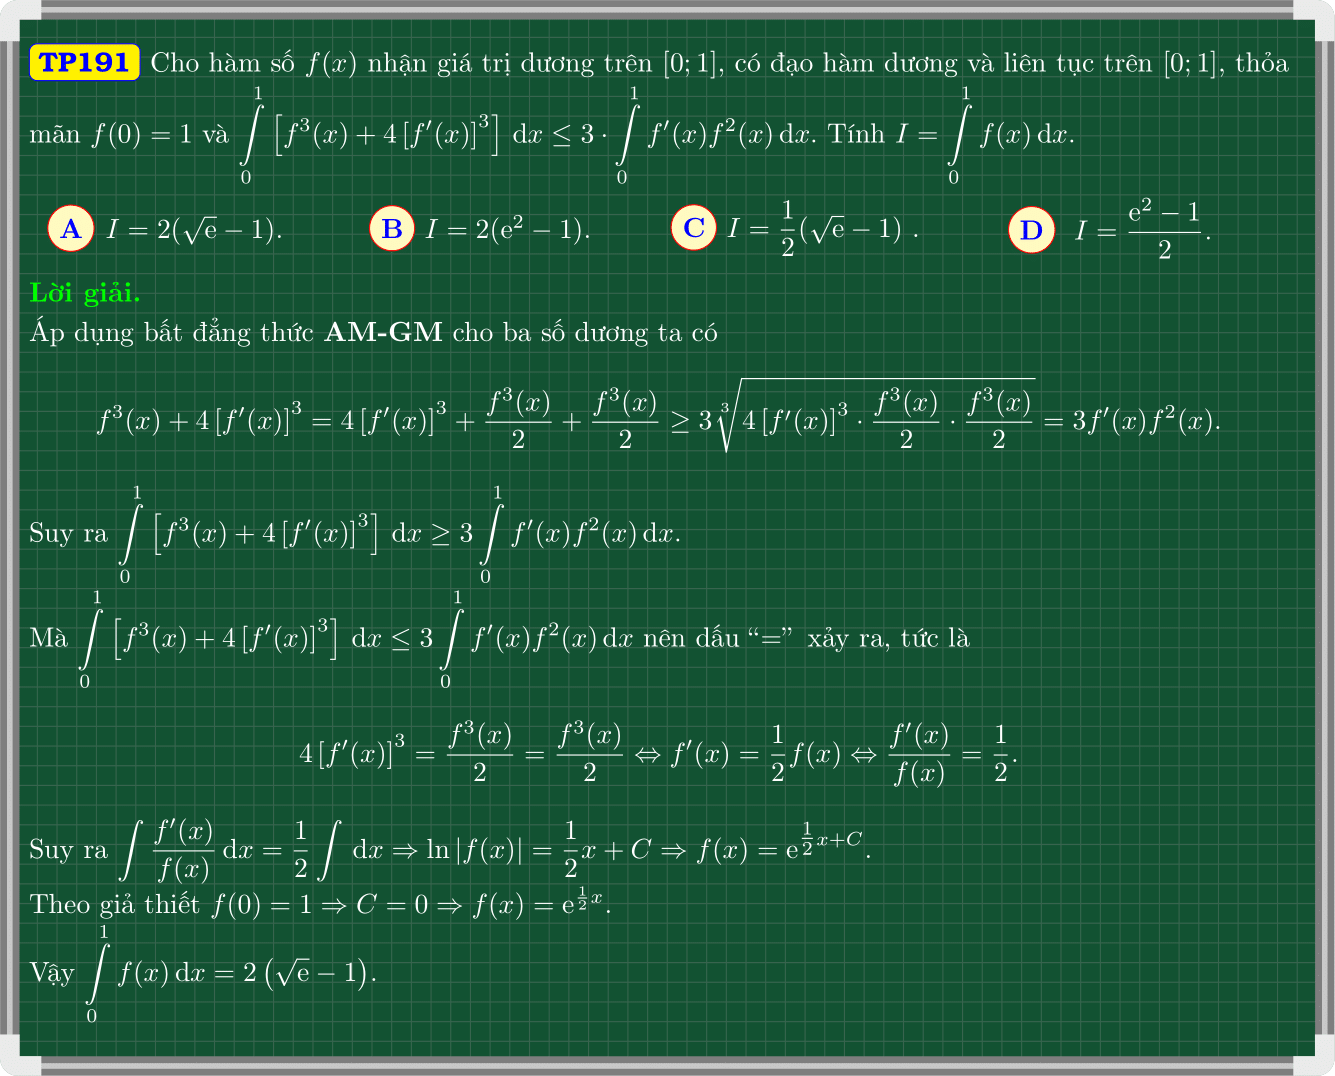 TP191 Cho hàm số $f(x)$ nhận giá trị dương trên $[0;1]$, có đạo hàm dương và liên tục trên $[0;1]$, thỏa
mãn $f(0) = 1$ và $\int\limits_0^1 \left[f^3(x) + 4\left[f'(x)\right]^3\right] \mathrm{d}x \leq 3 \cdot \int\limits_0^1 f'(x)f^2(x)\,\mathrm{d}x$. Tính $I = \int\limits_0^1 f(x)\,\mathrm{d}x$.
A $I = 2(\sqrt{\mathrm{e}} - 1)$. B $I = 2(\mathrm{e}^2 - 1)$. C $I = \frac{1}{2}(\sqrt{\mathrm{e}} - 1)$ . D $I = \frac{\mathrm{e}^2 - 1}{2}$.
Lời giải.
Áp dụng bất đẳng thức AM-GM cho ba số dương ta có
$f^3(x) + 4\left[f'(x)\right]^3 = 4\left[f'(x)\right]^3 + \frac{f^3(x)}{2} + \frac{f^3(x)}{2} \geq 3\sqrt[3]{4\left[f'(x)\right]^3 \cdot \frac{f^3(x)}{2} \cdot \frac{f^3(x)}{2}} = 3f'(x)f^2(x)$.
Suy ra $\int\limits_0^1 \left[f^3(x) + 4\left[f'(x)\right]^3\right] \mathrm{d}x \geq 3\int\limits_0^1 f'(x)f^2(x)\,\mathrm{d}x$.
Mà $\int\limits_0^1 \left[f^3(x) + 4\left[f'(x)\right]^3\right] \mathrm{d}x \leq 3\int\limits_0^1 f'(x)f^2(x)\,\mathrm{d}x$ nên dấu “=” xảy ra, tức là
$4\left[f'(x)\right]^3 = \frac{f^3(x)}{2} = \frac{f^3(x)}{2} \Leftrightarrow f'(x) = \frac{1}{2}f(x) \Leftrightarrow \frac{f'(x)}{f(x)} = \frac{1}{2}$.
Suy ra $\int \frac{f'(x)}{f(x)}\,\mathrm{d}x = \frac{1}{2}\int \mathrm{d}x \Rightarrow \ln|f(x)| = \frac{1}{2}x + C \Rightarrow f(x) = \mathrm{e}^{\frac{1}{2}x+C}$.
Theo giả thiết $f(0) = 1 \Rightarrow C = 0 \Rightarrow f(x) = \mathrm{e}^{\frac{1}{2}x}$.
Vậy $\int\limits_0^1 f(x)\,\mathrm{d}x = 2\left(\sqrt{\mathrm{e}} - 1\right)$.